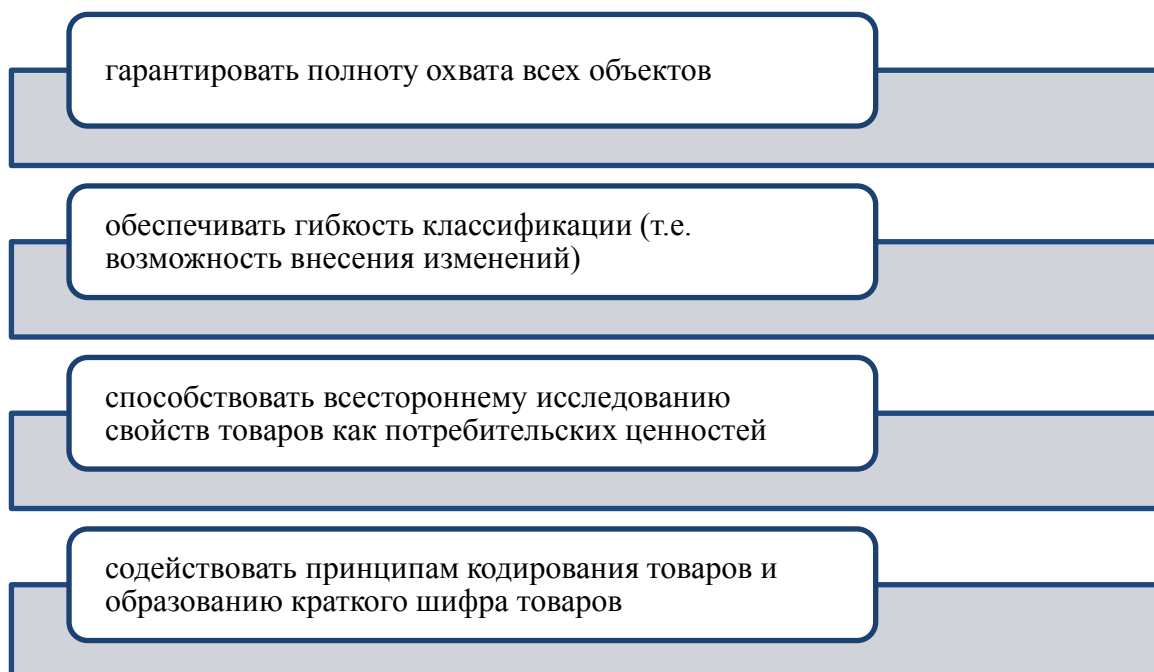 гарантировать полноту охвата всех объектов
обеспечивать гибкость классификации (т.е.
возможность внесения изменений)
способствовать всестороннему исследованию
свойств товаров как потребительских ценностей
содействовать принципам кодирования товаров и
образованию краткого шифра товаров